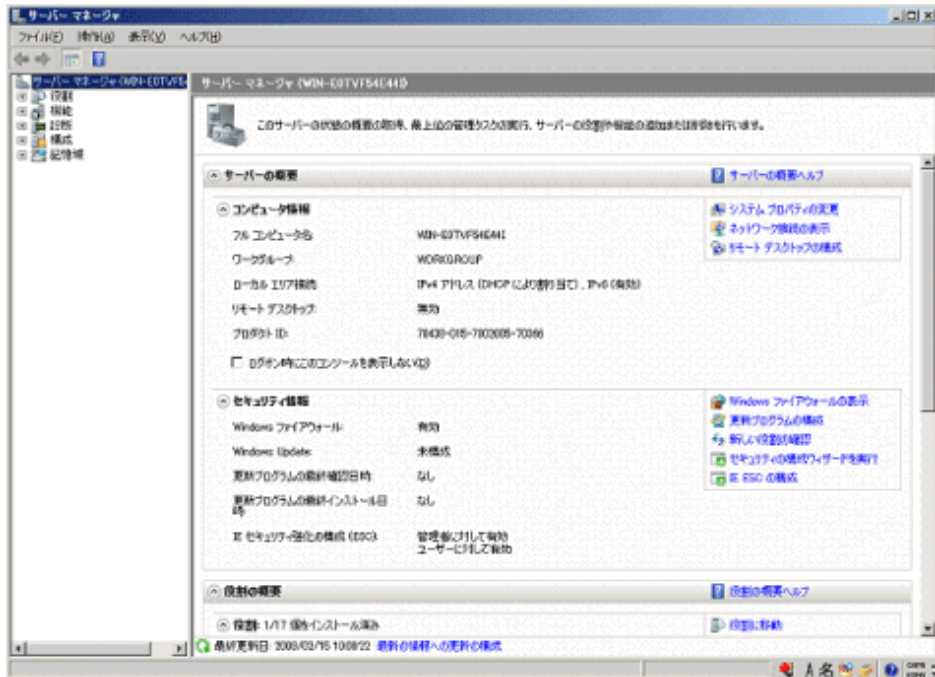 サーバー マネージャ
ファイル(F) 操作(A) 表示(V) ヘルプ(H)
サーバー マネージャ (WIN-E0TVF54E44I)
役割
機能
診断
構成
記憶域
サーバー マネージャ (WIN-E0TVF54E44I)
このサーバーの状態の概要の取得、最上位の管理タスクの実行、サーバーの役割や機能の追加または削除を行います。
サーバーの概要
サーバーの概要ヘルプ
コンピュータ情報
フル コンピュータ名: WIN-E0TVF54E44I
ワークグループ: WORKGROUP
ローカル エリア接続: IPv4 アドレス (DHCP により割り当て) , IPv6 (有効)
リモート デスクトップ: 無効
プロダクト ID:
ログオン時にこのコンソールを表示しない(D)
システム プロパティの変更
ネットワーク接続の表示
リモート デスクトップの構成
セキュリティ情報
Windows ファイアウォール: 有効
Windows Update: 未構成
更新プログラムの最終確認日時: なし
更新プログラムの最終インストール日時: なし
IE セキュリティ強化の構成 (ESC): 管理者に対して有効
ユーザーに対して有効
Windows ファイアウォールの表示
更新プログラムの構成
新しい役割の確認
セキュリティの構成ウィザードを実行
IE ESC の構成
役割の概要
役割の概要ヘルプ
役割: 1/17 個をインストール済み
役割に移動
最終更新日: 2008/02/15 10:08:22 最新の情報への更新の構成
A 名
CAPS
KANA